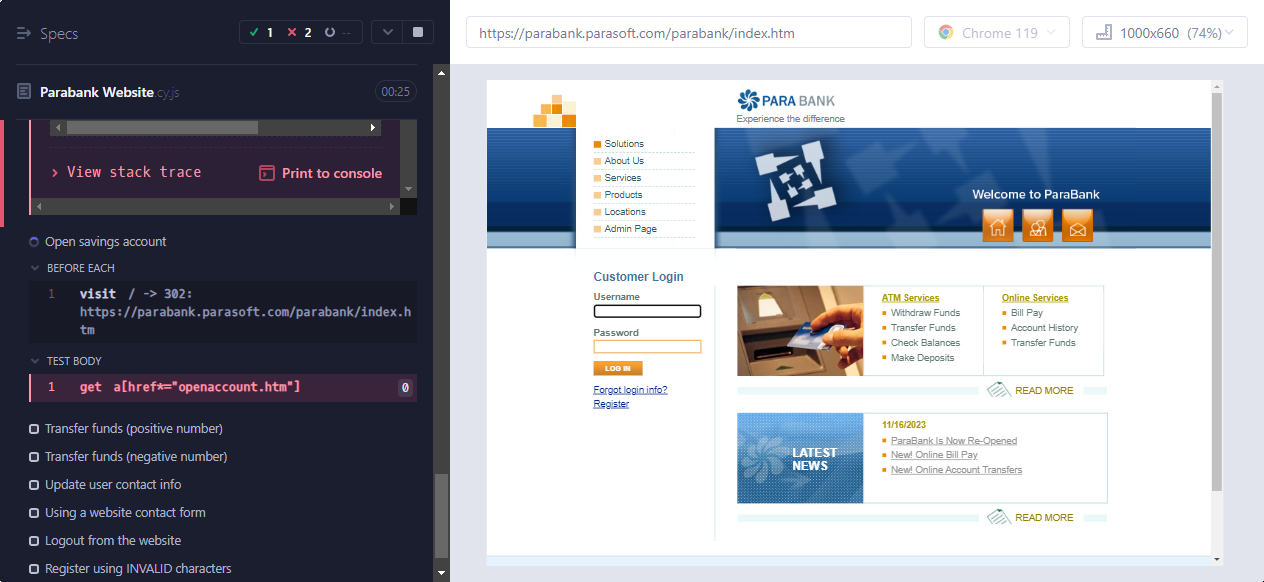 Specs
1 2 --
Parabank Website.cy.js
00:25
View stack trace
Print to console
Open savings account
BEFORE EACH
1 visit / -> 302:
https://parabank.parasoft.com/parabank/index.h
tm
TEST BODY
1 get a[href*="openaccount.htm"] 0
Transfer funds (positive number)
Transfer funds (negative number)
Update user contact info
Using a website contact form
Logout from the website
Register using INVALID characters
https://parabank.parasoft.com/parabank/index.htm
Chrome 119
1000x660 (74%)
PARA BANK
Experience the difference
Solutions
About Us
Services
Products
Locations
Admin Page
Welcome to ParaBank
Customer Login
Username
Password
LOG IN
Forgot login info?
Register
ATM Services
Withdraw Funds
Transfer Funds
Check Balances
Make Deposits
Online Services
Bill Pay
Account History
Transfer Funds
READ MORE
LATEST
NEWS
11/16/2023
ParaBank Is Now Re-Opened
New! Online Bill Pay
New! Online Account Transfers
READ MORE